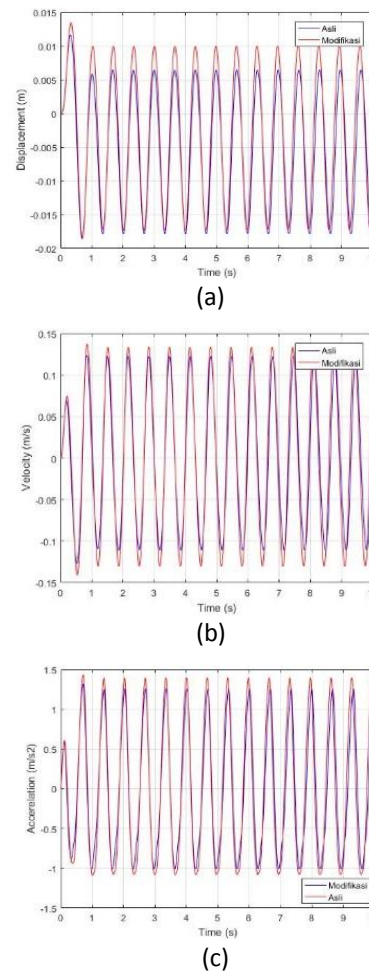 0.015
0.01
0.005
0
-0.005
-0.01
-0.015
-0.02
Displacement (m)
Asli
Modifikasi
0 1 2 3 4 5 6 7 8 9
Time (s)
(a)
0.15
0.1
0.05
0
-0.05
-0.1
-0.15
Velocity (m/s)
Asli
Modifikasi
0 1 2 3 4 5 6 7 8 9
Time (s)
(b)
1.5
1
0.5
0
-0.5
-1
-1.5
Accerelation (m/s2)
Modifikasi
Asli
0 1 2 3 4 5 6 7 8 9
Time (s)
(c)